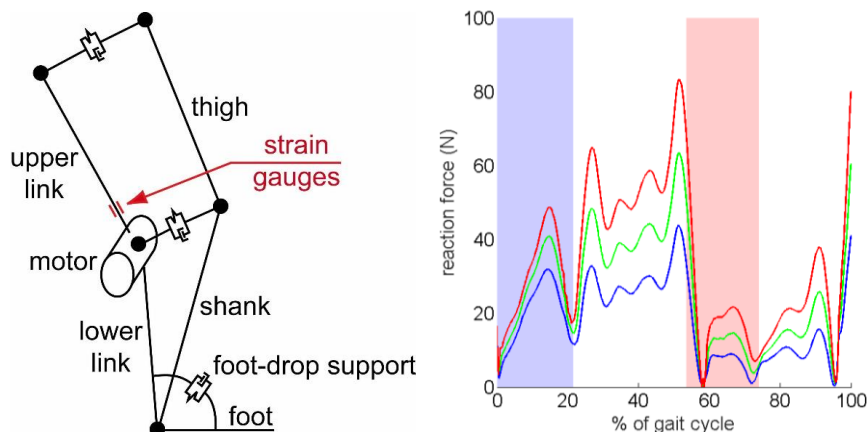 thigh
strain
gauges
upper
link
motor
shank
lower
link
foot-drop support
foot
reaction force (N)
100
80
60
40
20
0
0
20
40
60
80
100
% of gait cycle